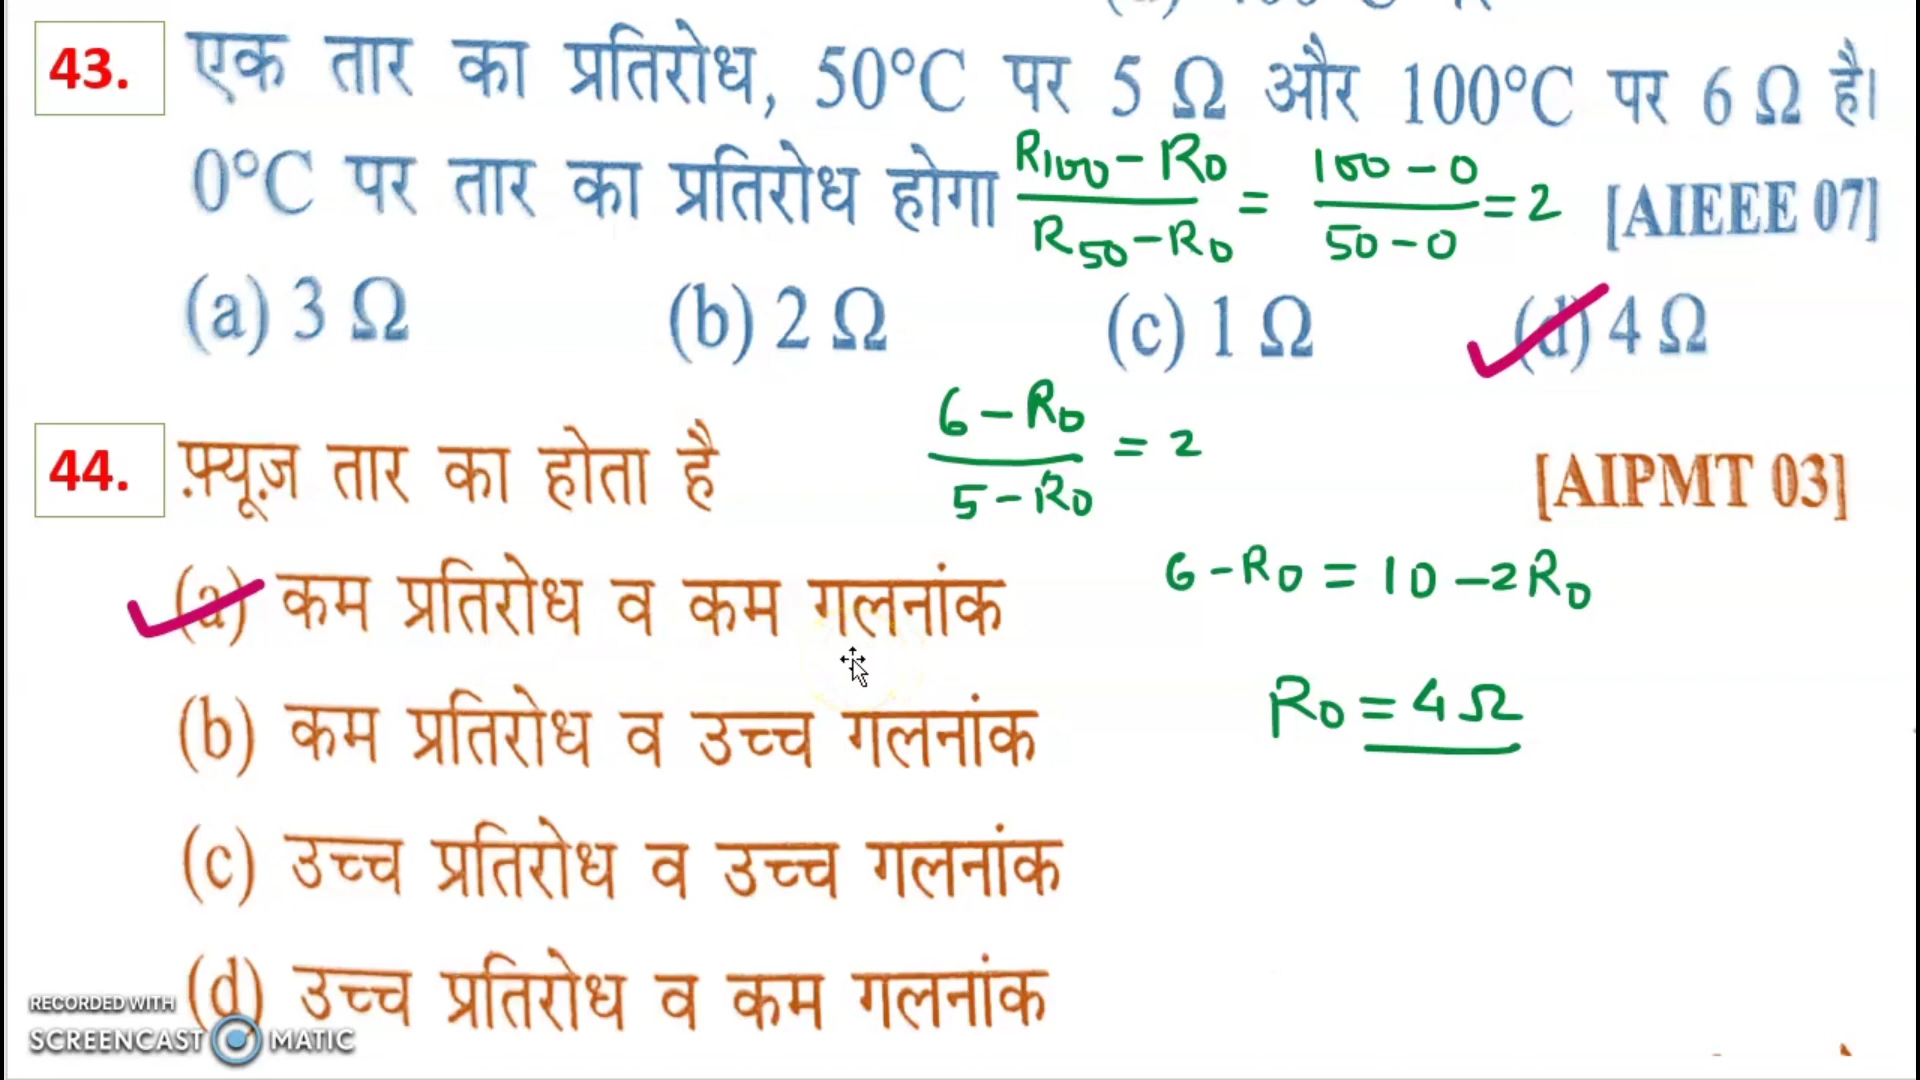 43. एक तार का प्रतिरोध, 50°C पर 5 Ω और 100°C पर 6 Ω है।
0°C पर तार का प्रतिरोध होगा [AIEEE 07]
R100 - R0 / R50 - R0 = 100 - 0 / 50 - 0 = 2
(a) 3 Ω (b) 2 Ω (c) 1 Ω (d) 4 Ω
6 - R0 / 5 - R0 = 2
44. फ़्यूज़ तार का होता है [AIPMT 03]
(a) कम प्रतिरोध व कम गलनांक
6 - R0 = 10 - 2R0
(b) कम प्रतिरोध व उच्च गलनांक
R0 = 4Ω
(c) उच्च प्रतिरोध व उच्च गलनांक
(d) उच्च प्रतिरोध व कम गलनांक
RECORDED WITH
SCREENCAST MATIC